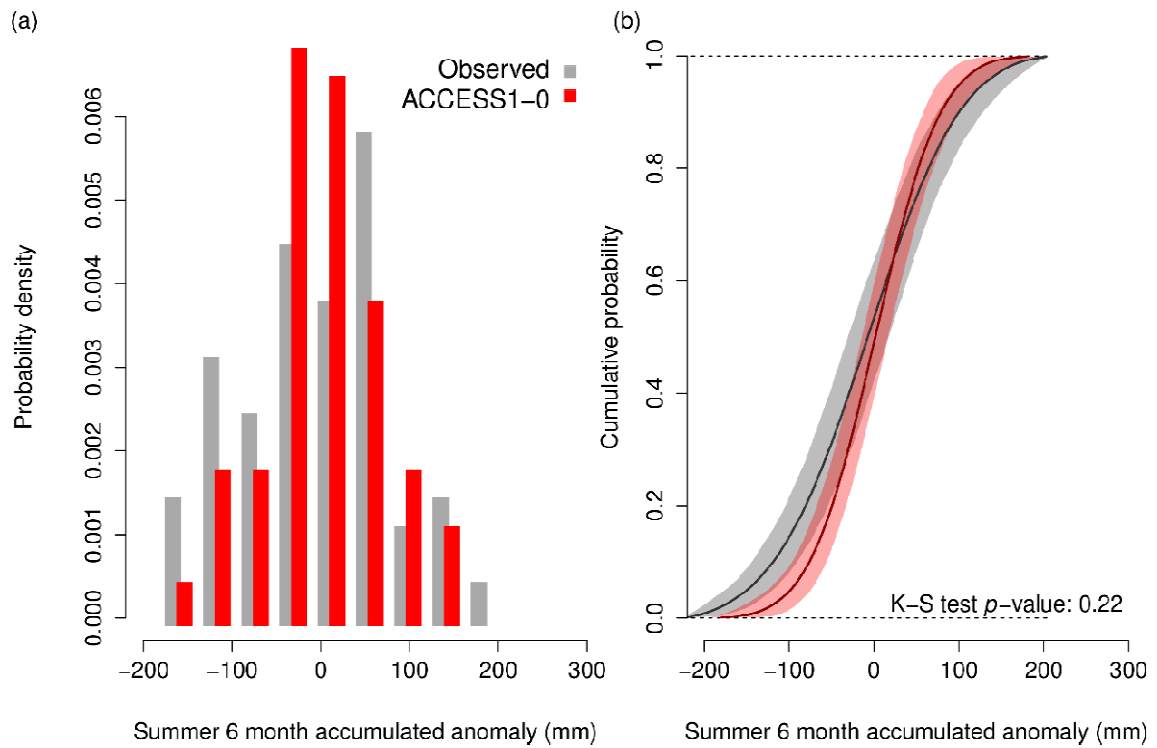 (a)
Observed
ACCESS1−0
Probability density
0.000 0.001 0.002 0.003 0.004 0.005 0.006
−200 −100 0 100 200 300
Summer 6 month accumulated anomaly (mm)
(b)
Cumulative probability
0.0 0.2 0.4 0.6 0.8 1.0
K−S test p−value: 0.22
−200 −100 0 100 200 300
Summer 6 month accumulated anomaly (mm)